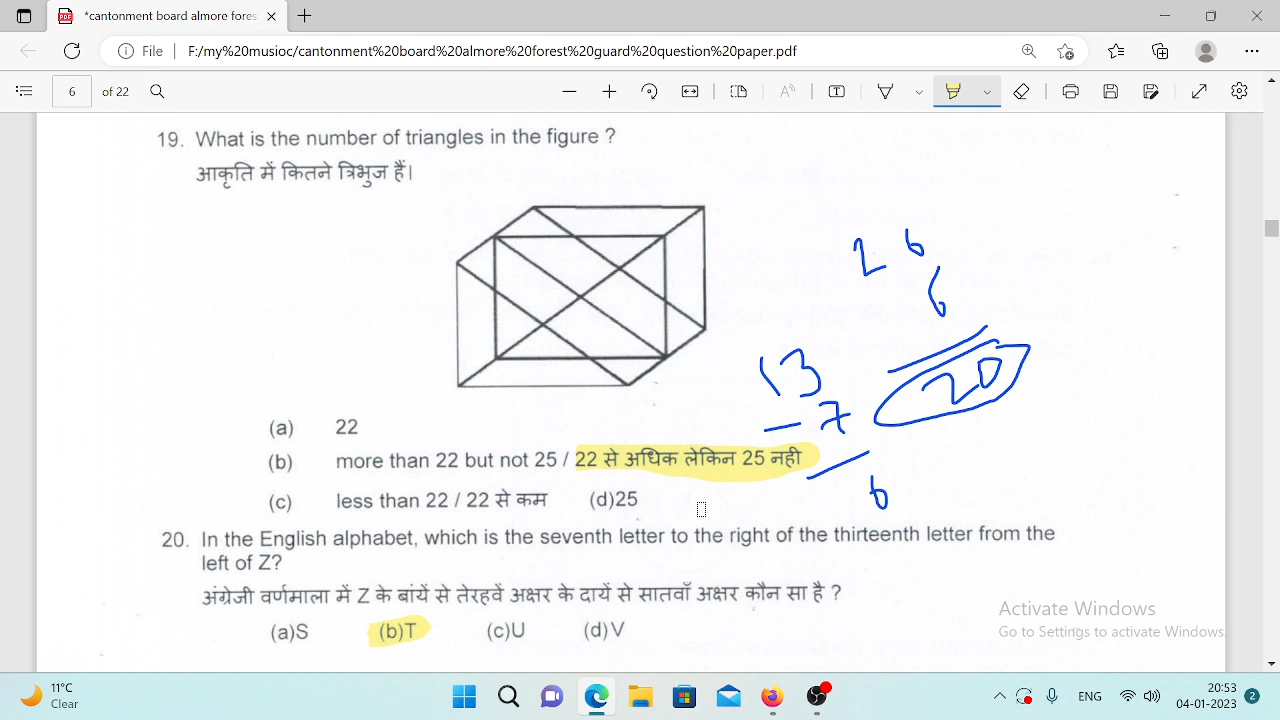 *cantonment board almore fores
File
F:/my%20musioc/cantonment%20board%20almore%20forest%20guard%20question%20paper.pdf
6 of 22
19. What is the number of triangles in the figure ?
आकृति में कितने त्रिभुज हैं।
(a) 22
(b) more than 22 but not 25 / 22 से अधिक लेकिन 25 नही
(c) less than 22 / 22 से कम (d)25
26
6
20
13
– 7
6
20. In the English alphabet, which is the seventh letter to the right of the thirteenth letter from the
left of Z?
अंग्रेजी वर्णमाला में Z के बांयें से तेरहवें अक्षर के दायें से सातवाँ अक्षर कौन सा है ?
(a)S (b)T (c)U (d)V
Activate Windows
Go to Settings to activate Windows.
11°C
Clear
ENG
20:53
04-01-2023
2